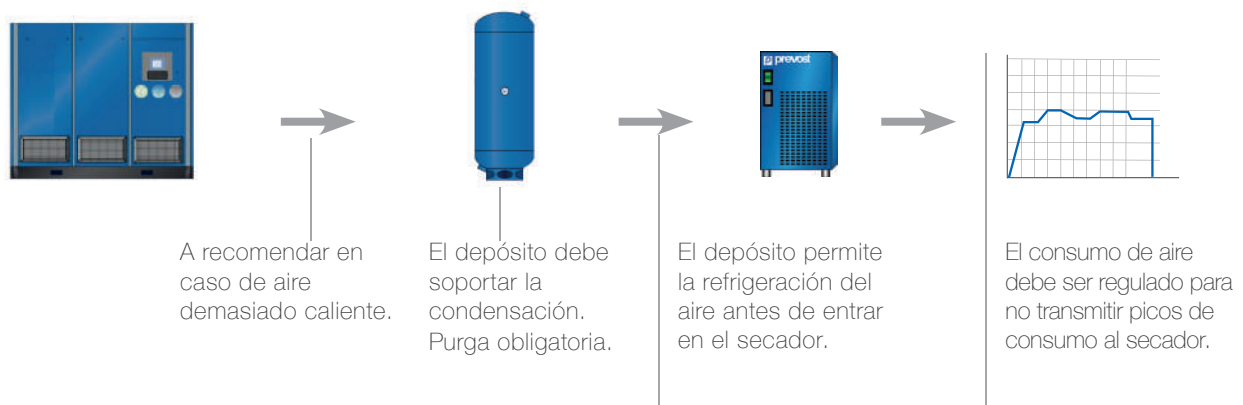 prevost
A recomendar en
caso de aire
demasiado caliente.
El depósito debe
soportar la
condensación.
Purga obligatoria.
El depósito permite
la refrigeración del
aire antes de entrar
en el secador.
El consumo de aire
debe ser regulado para
no transmitir picos de
consumo al secador.